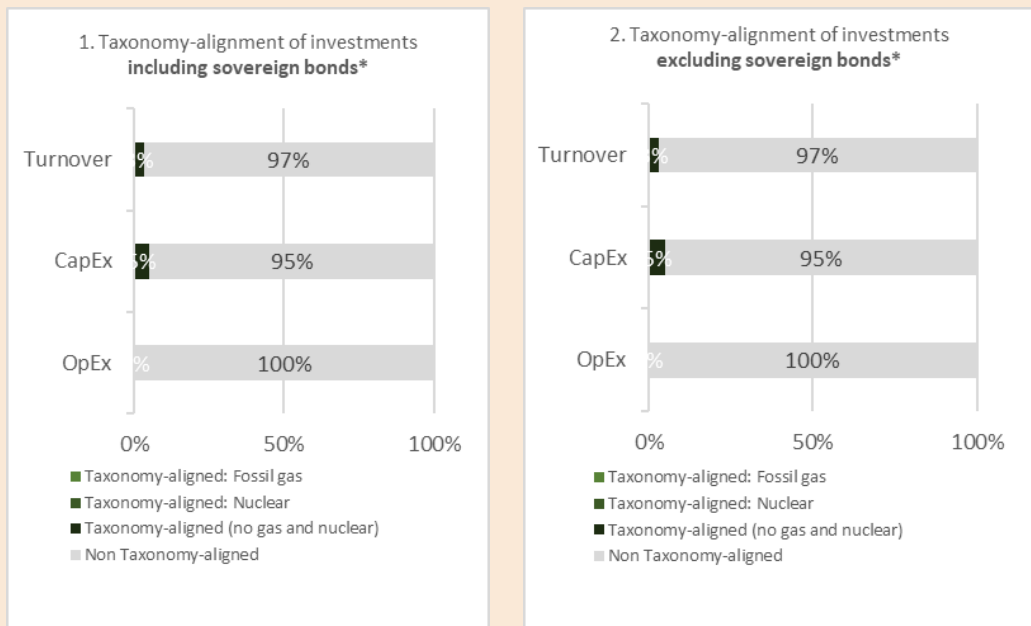 1. Taxonomy-alignment of investments
including sovereign bonds*
Turnover
97%
CapEx
5%
95%
OpEx
%
100%
0%
50%
100%
Taxonomy-aligned: Fossil gas
Taxonomy-aligned: Nuclear
Taxonomy-aligned (no gas and nuclear)
Non Taxonomy-aligned
2. Taxonomy-alignment of investments
excluding sovereign bonds*
Turnover
97%
CapEx
5%
95%
OpEx
%
100%
0%
50%
100%
Taxonomy-aligned: Fossil gas
Taxonomy-aligned: Nuclear
Taxonomy-aligned (no gas and nuclear)
Non Taxonomy-aligned